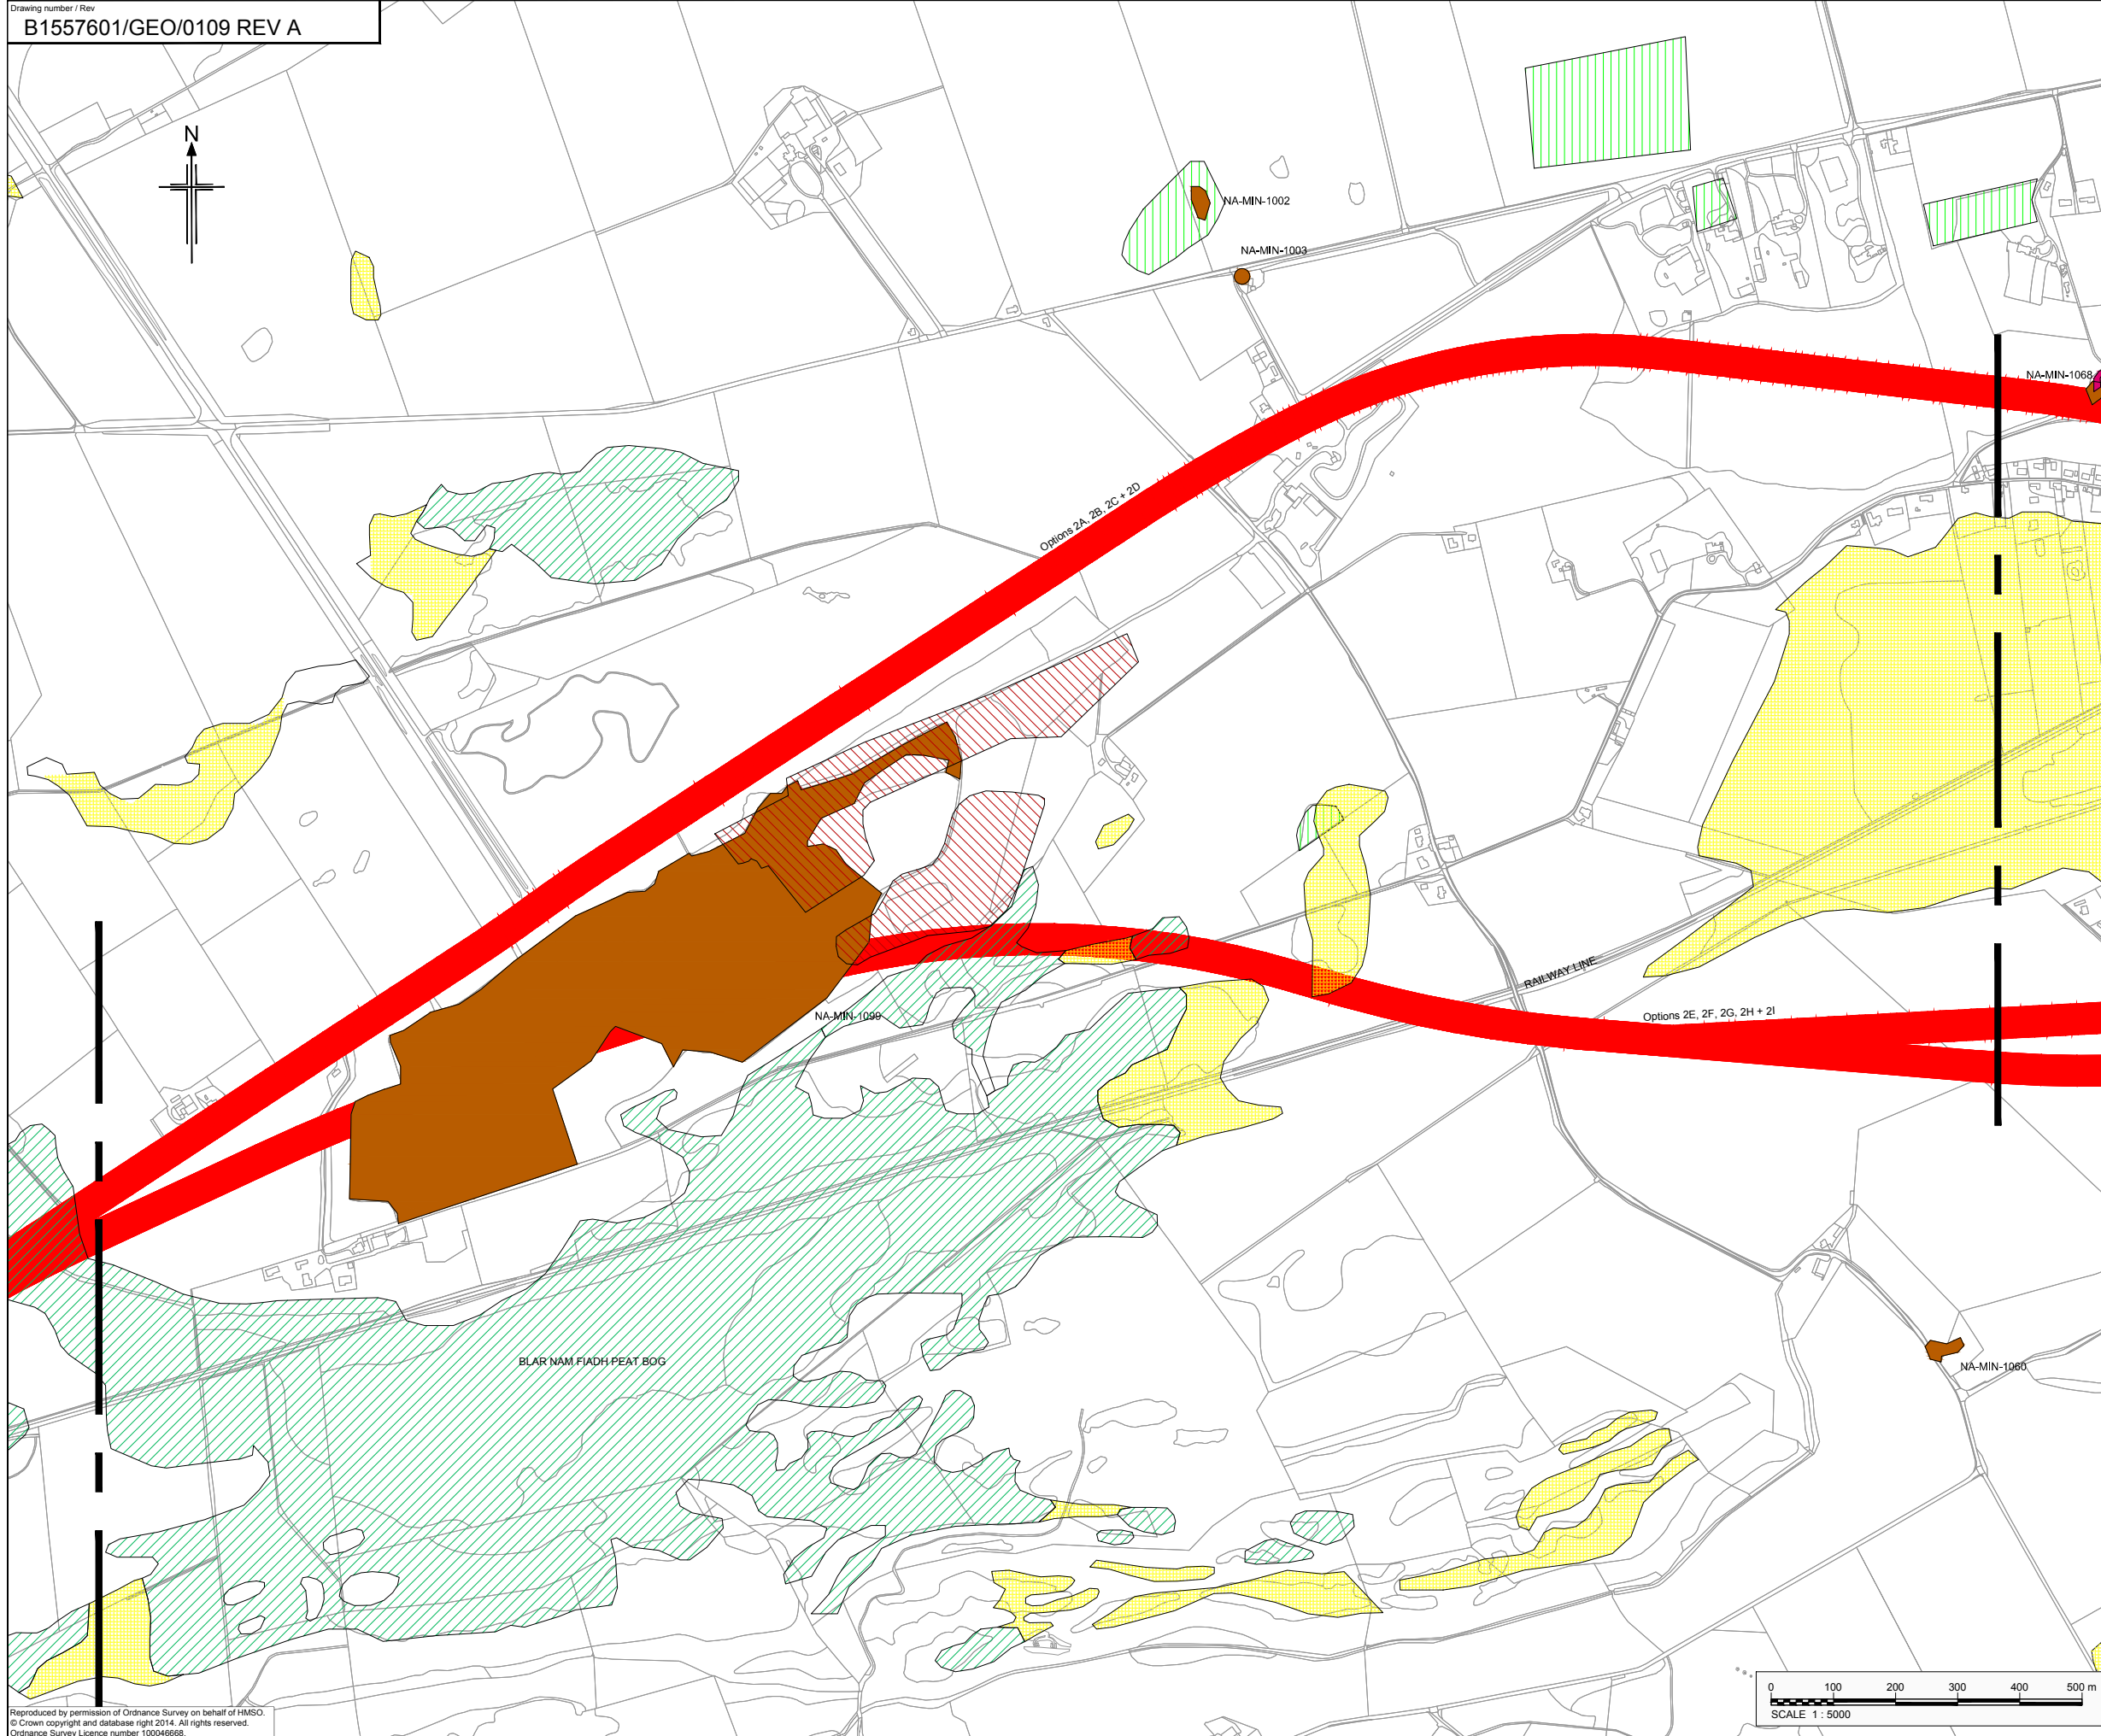 Drawing number / Rev
B1557601/GEO/0109 REV A
N
NA-MIN-1002
NA-MIN-1003
NA-MIN-1068
Options 2A, 2B, 2C + 2D
RAILWAY LINE
NA-MIN-1099
Options 2E, 2F, 2G, 2H + 2I
BLAR NAM FIADH PEAT BOG
NA-MIN-1060
0 100 200 300 400 500 m
SCALE 1 : 5000
Reproduced by permission of Ordnance Survey on behalf of HMSO.
© Crown copyright and database right 2014. All rights reserved.
Ordnance Survey Licence number 100046668.